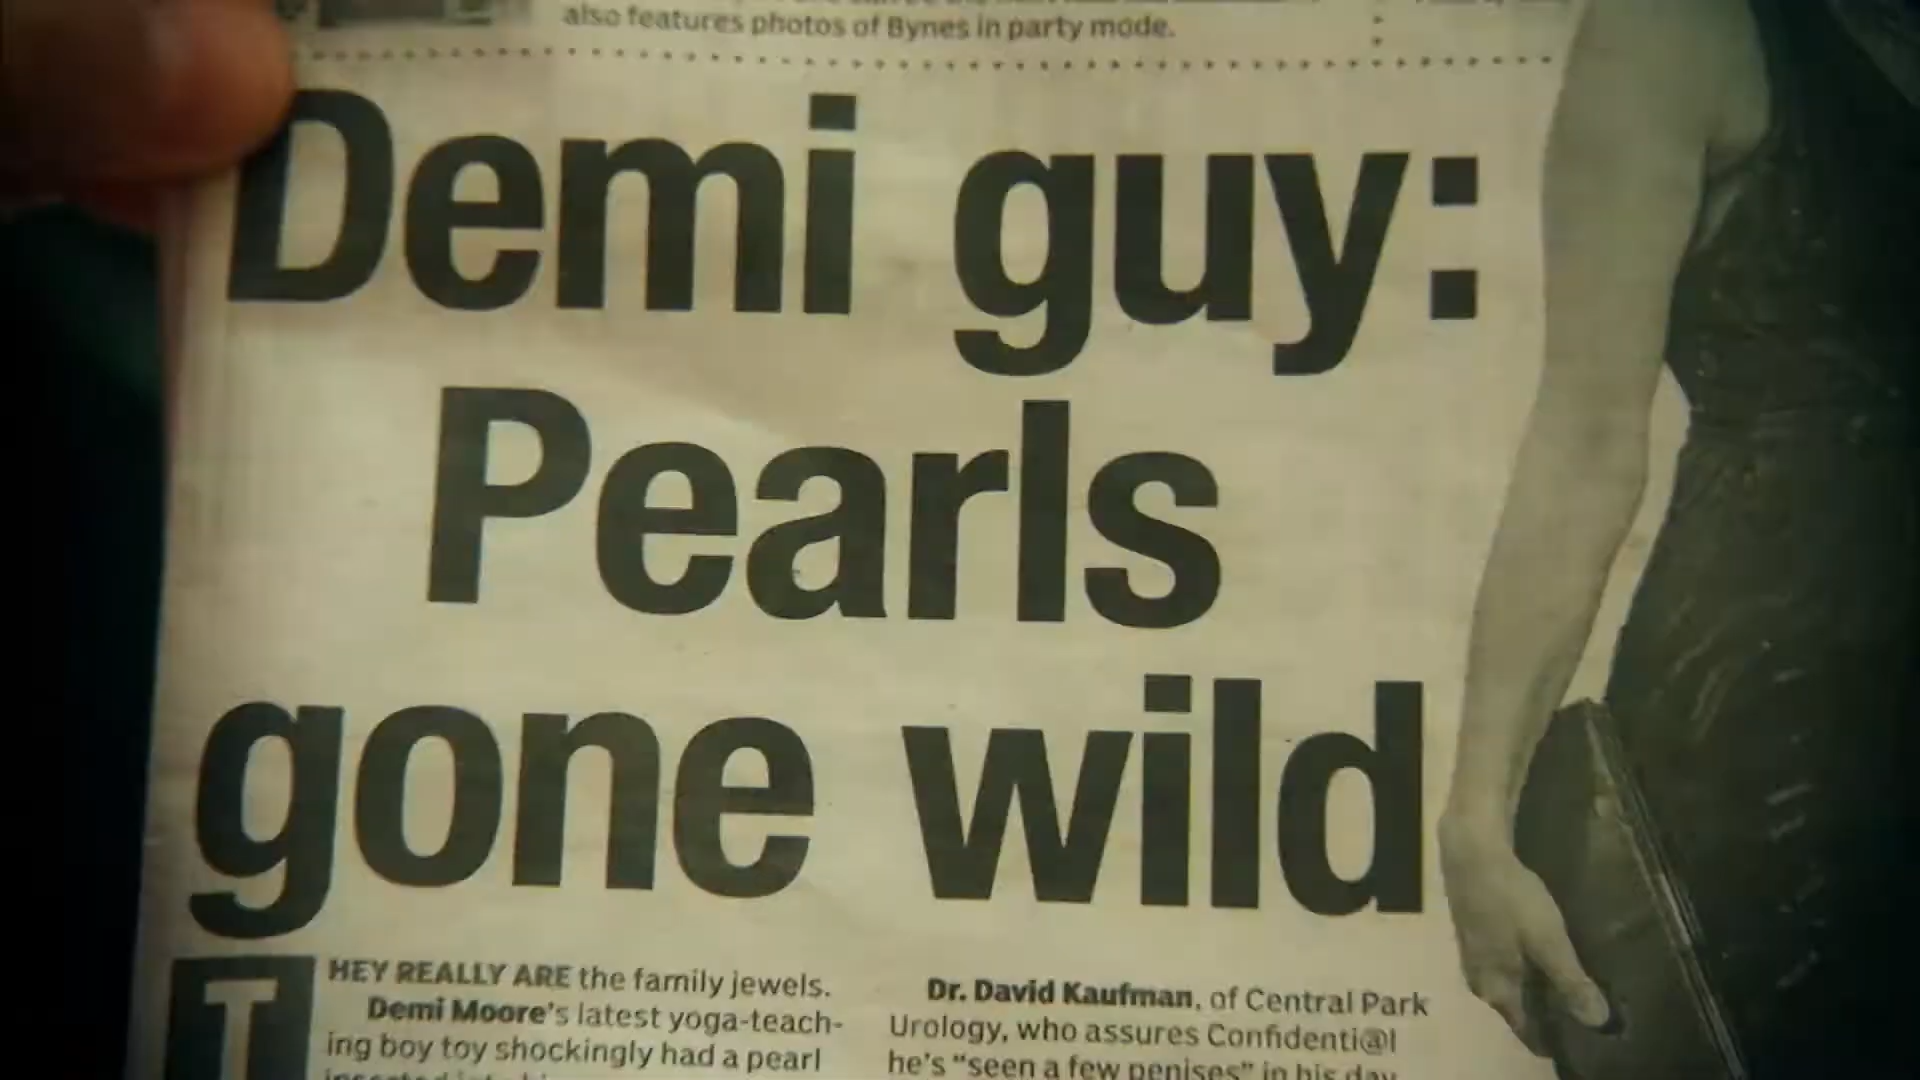 also features photos of Bynes in party mode.
Demi guy:
Pearls
gone wild
THEY REALLY ARE the family jewels.
Demi Moore's latest yoga-teach-
ing boy toy shockingly had a pearl
Dr. David Kaufman, of Central Park
Urology, who assures Confidenti@l
he's "seen a few penises" in his day